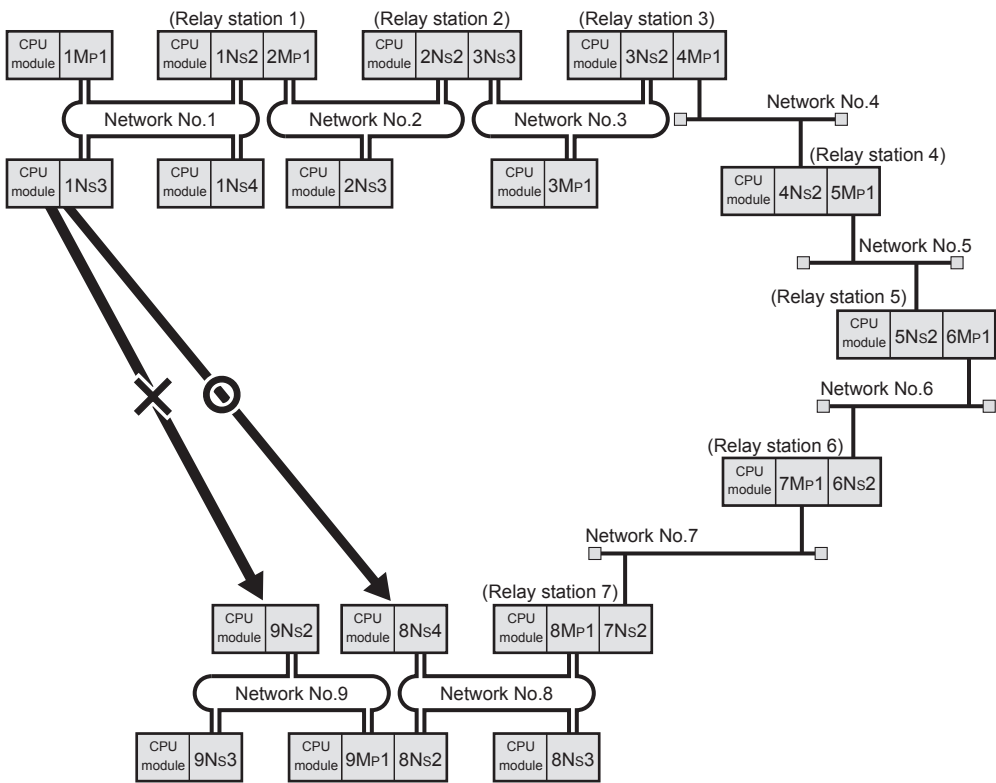 (Relay station 1)
(Relay station 2)
(Relay station 3)
CPU module 1MP1
CPU module 1NS2 2MP1
CPU module 2NS2 3NS3
CPU module 3NS2 4MP1
Network No.1
Network No.2
Network No.3
Network No.4
(Relay station 4)
CPU module 1NS3
CPU module 1NS4
CPU module 2NS3
CPU module 3MP1
CPU module 4NS2 5MP1
Network No.5
(Relay station 5)
CPU module 5NS2 6MP1
Network No.6
(Relay station 6)
CPU module 7MP1 6NS2
Network No.7
(Relay station 7)
CPU module 9NS2
CPU module 8NS4
CPU module 8MP1 7NS2
Network No.9
Network No.8
CPU module 9NS3
CPU module 9MP1 8NS2
CPU module 8NS3